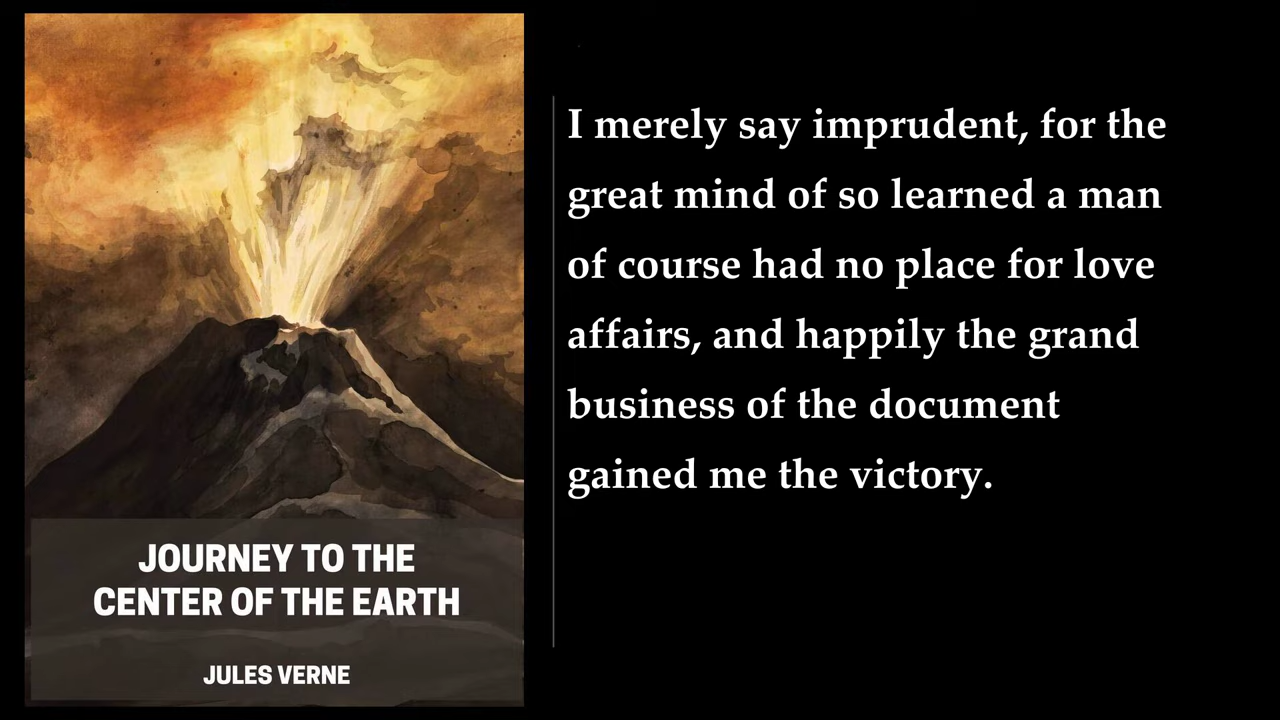 I merely say imprudent, for the
great mind of so learned a man
of course had no place for love
affairs, and happily the grand
business of the document
gained me the victory.
JOURNEY TO THE
CENTER OF THE EARTH
JULES VERNE